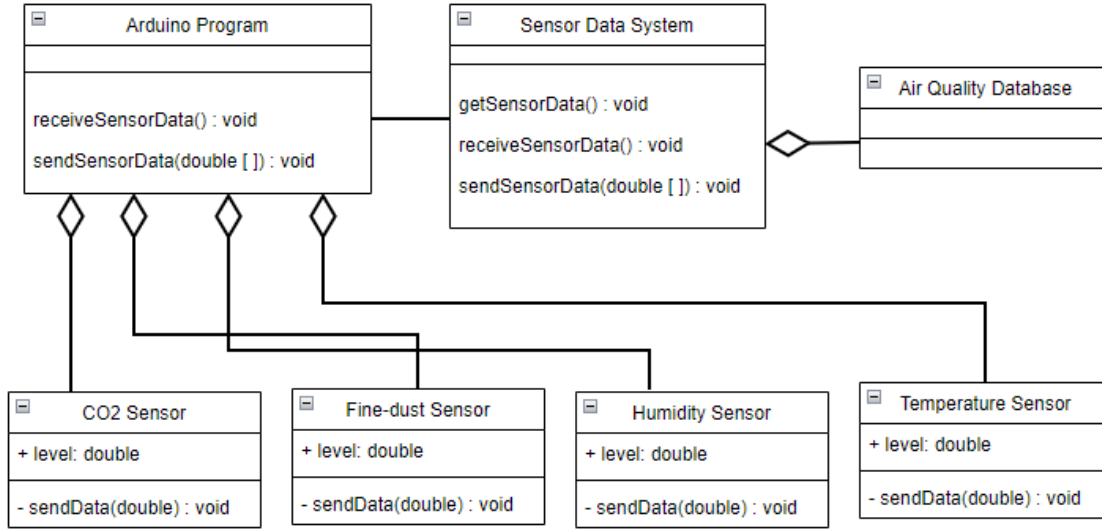 Arduino Program
receiveSensorData() : void
sendSensorData(double [ ]) : void
Sensor Data System
getSensorData() : void
receiveSensorData() : void
sendSensorData(double [ ]) : void
Air Quality Database
CO2 Sensor
+ level: double
- sendData(double) : void
Fine-dust Sensor
+ level: double
- sendData(double) : void
Humidity Sensor
+ level: double
- sendData(double) : void
Temperature Sensor
+ level: double
- sendData(double) : void